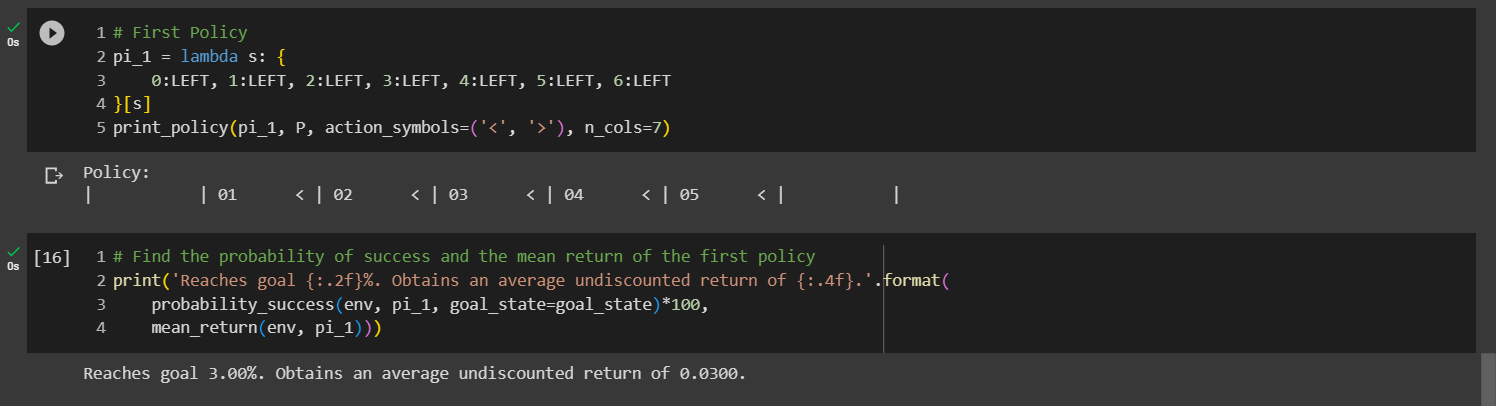 0s
1 # First Policy
2 pi_1 = lambda s: {
3     0:LEFT, 1:LEFT, 2:LEFT, 3:LEFT, 4:LEFT, 5:LEFT, 6:LEFT
4 }[s]
5 print_policy(pi_1, P, action_symbols=('<', '>'), n_cols=7)
Policy:
|           | 01      < | 02      < | 03      < | 04      < | 05      < |           |
0s
[16]
1 # Find the probability of success and the mean return of the first policy
2 print('Reaches goal {:.2f}%. Obtains an average undiscounted return of {:.4f}.'.format(
3     probability_success(env, pi_1, goal_state=goal_state)*100,
4     mean_return(env, pi_1)))
Reaches goal 3.00%. Obtains an average undiscounted return of 0.0300.